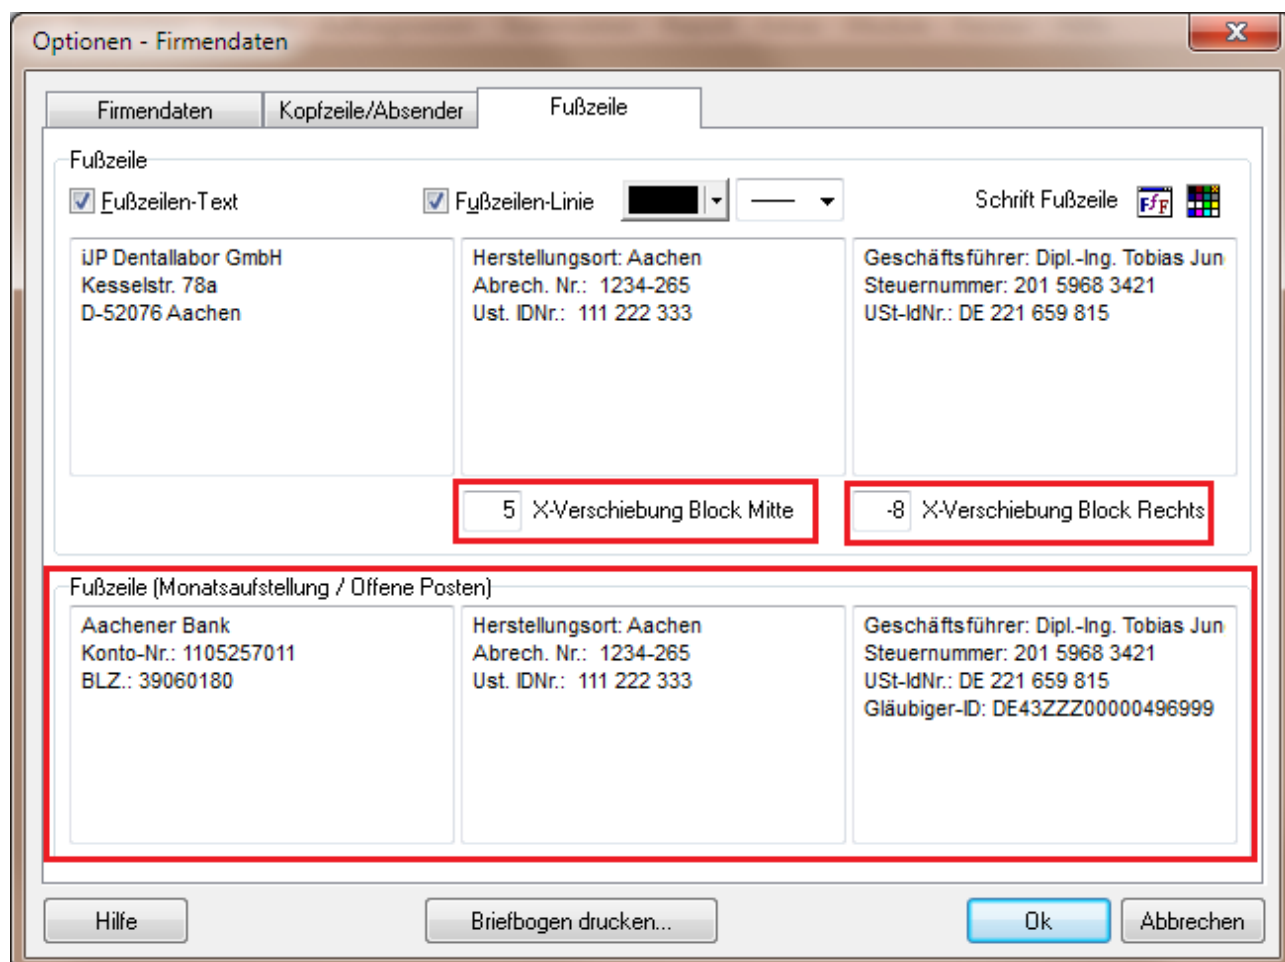 Optionen - Firmendaten
Firmendaten
Kopfzeile/Absender
Fußzeile
Fußzeile
Fußzeilen-Text
Fußzeilen-Linie
Schrift Fußzeile
iJP Dentallabor GmbH
Kesselstr. 78a
D-52076 Aachen
Herstellungsort: Aachen
Abrech. Nr.: 1234-265
Ust. IDNr.: 111 222 333
Geschäftsführer: Dipl.-Ing. Tobias Jun
Steuernummer: 201 5968 3421
USt-IdNr.: DE 221 659 815
5 X-Verschiebung Block Mitte
-8 X-Verschiebung Block Rechts
Fußzeile (Monatsaufstellung / Offene Posten)
Aachener Bank
Konto-Nr.: 1105257011
BLZ.: 39060180
Herstellungsort: Aachen
Abrech. Nr.: 1234-265
Ust. IDNr.: 111 222 333
Geschäftsführer: Dipl.-Ing. Tobias Jun
Steuernummer: 201 5968 3421
USt-IdNr.: DE 221 659 815
Gläubiger-ID: DE43ZZZ00000496999
Hilfe
Briefbogen drucken...
Ok
Abbrechen